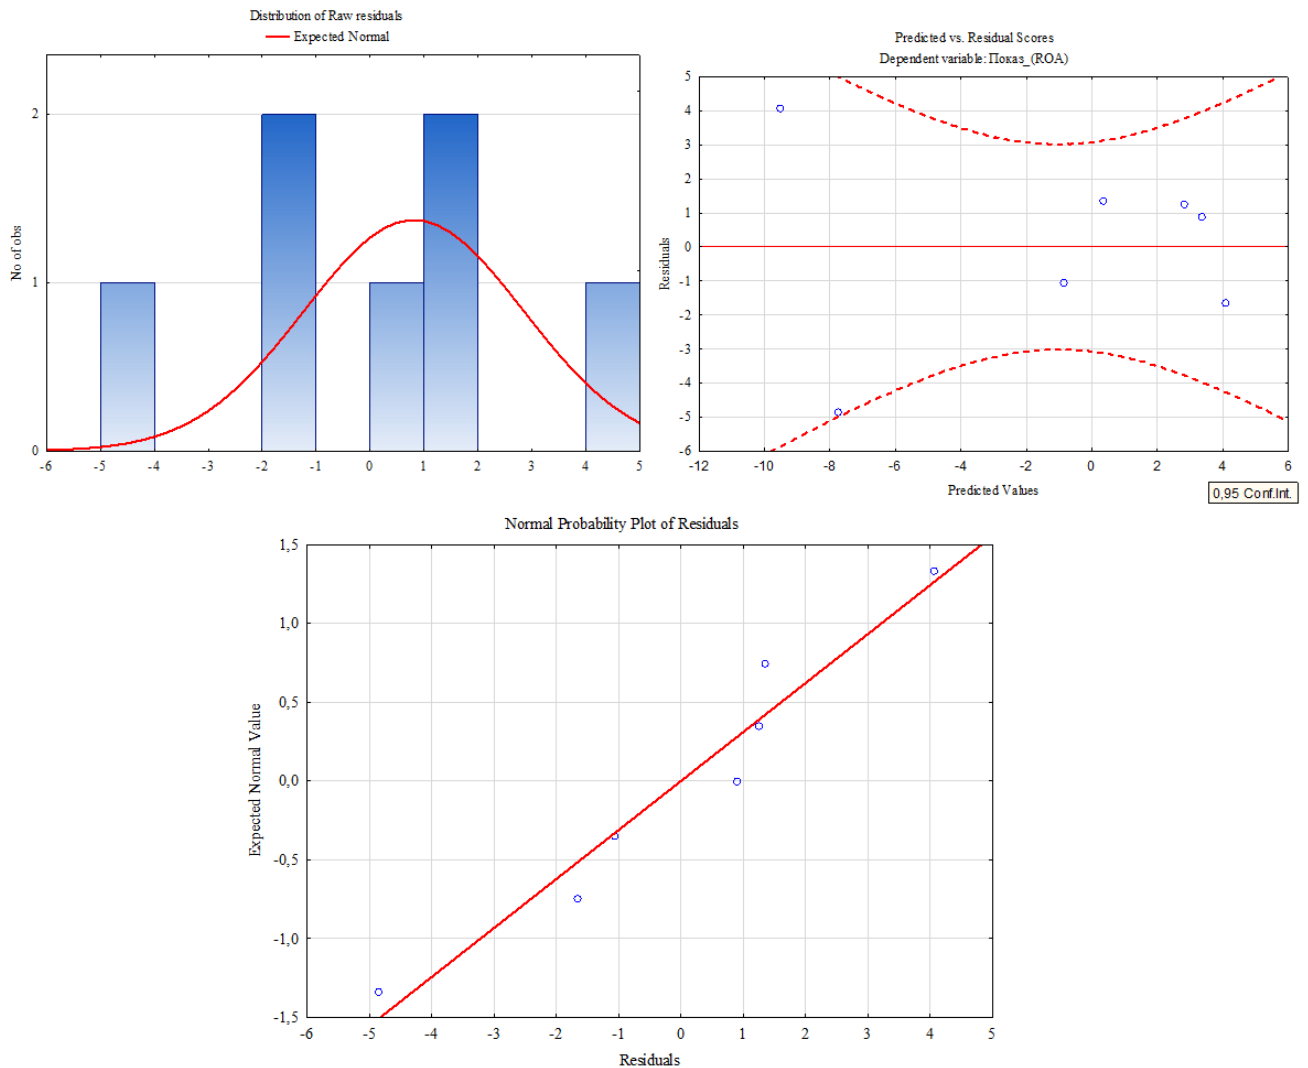 Distribution of Raw residuals
Expected Normal
No of obs
2
1
0
-6 -5 -4 -3 -2 -1 0 1 2 3 4 5
Predicted vs. Residual Scores
Dependent variable: Показ_(ROA)
Residuals
5
4
3
2
1
0
-1
-2
-3
-4
-5
-6
-12 -10 -8 -6 -4 -2 0 2 4 6
Predicted Values
0,95 Conf.Int.
Normal Probability Plot of Residuals
Expected Normal Value
1,5
1,0
0,5
0,0
-0,5
-1,0
-1,5
-6 -5 -4 -3 -2 -1 0 1 2 3 4 5
Residuals